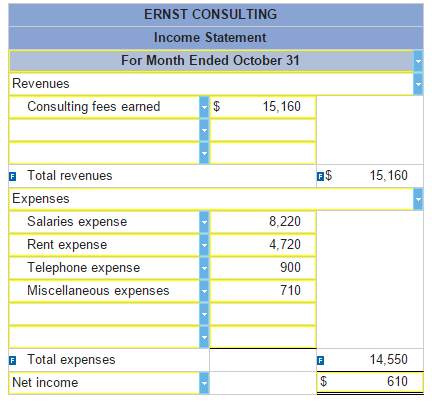 ERNST CONSULTING
Income Statement
For Month Ended October 31
Revenues
Consulting fees earned $ 15,160
F Total revenues F $ 15,160
Expenses
Salaries expense 8,220
Rent expense 4,720
Telephone expense 900
Miscellaneous expenses 710
F Total expenses F 14,550
Net income $ 610